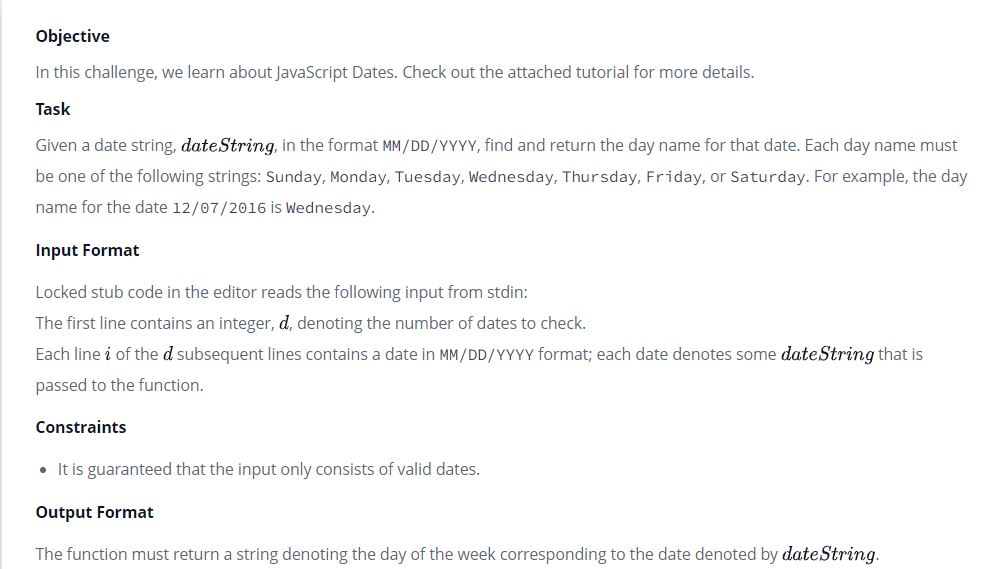 Objective
In this challenge, we learn about JavaScript Dates. Check out the attached tutorial for more details.
Task
Given a date string, dateString, in the format MM/DD/YYYY, find and return the day name for that date. Each day name must
be one of the following strings: Sunday, Monday, Tuesday, Wednesday, Thursday, Friday, or Saturday. For example, the day
name for the date 12/07/2016 is Wednesday.
Input Format
Locked stub code in the editor reads the following input from stdin:
The first line contains an integer, d, denoting the number of dates to check.
Each line i of the d subsequent lines contains a date in MM/DD/YYYY format; each date denotes some dateString that is
passed to the function.
Constraints
• It is guaranteed that the input only consists of valid dates.
Output Format
The function must return a string denoting the day of the week corresponding to the date denoted by dateString.